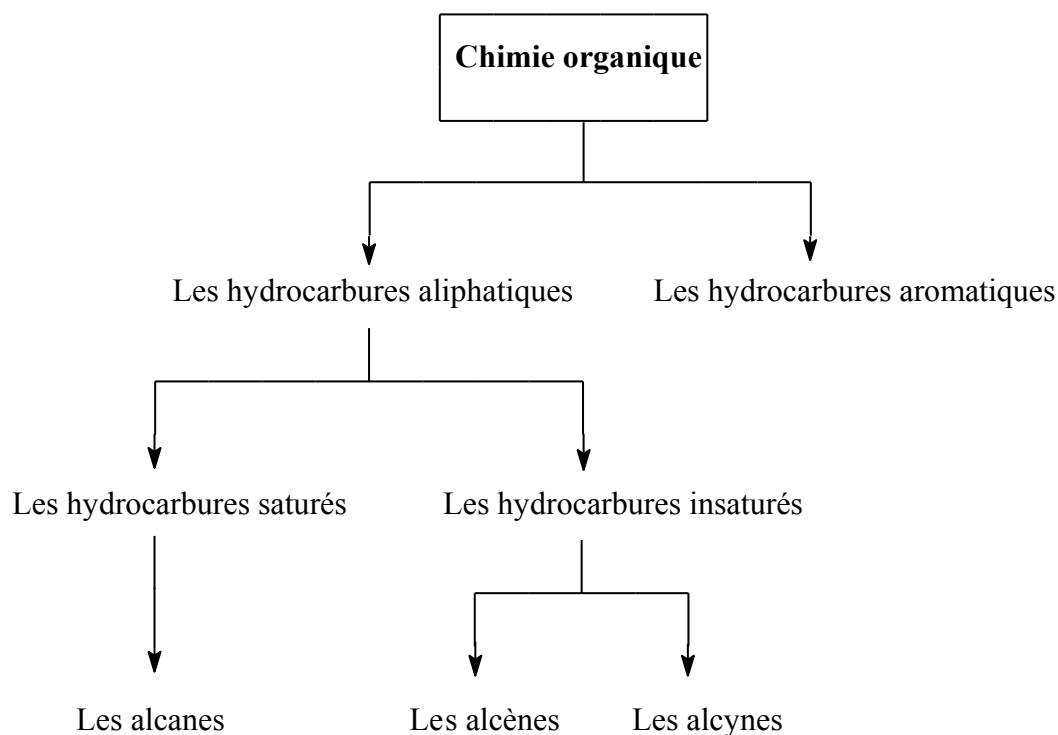 Chimie organique
Les hydrocarbures aliphatiques
Les hydrocarbures aromatiques
Les hydrocarbures saturés
Les hydrocarbures insaturés
Les alcanes
Les alcènes
Les alcynes